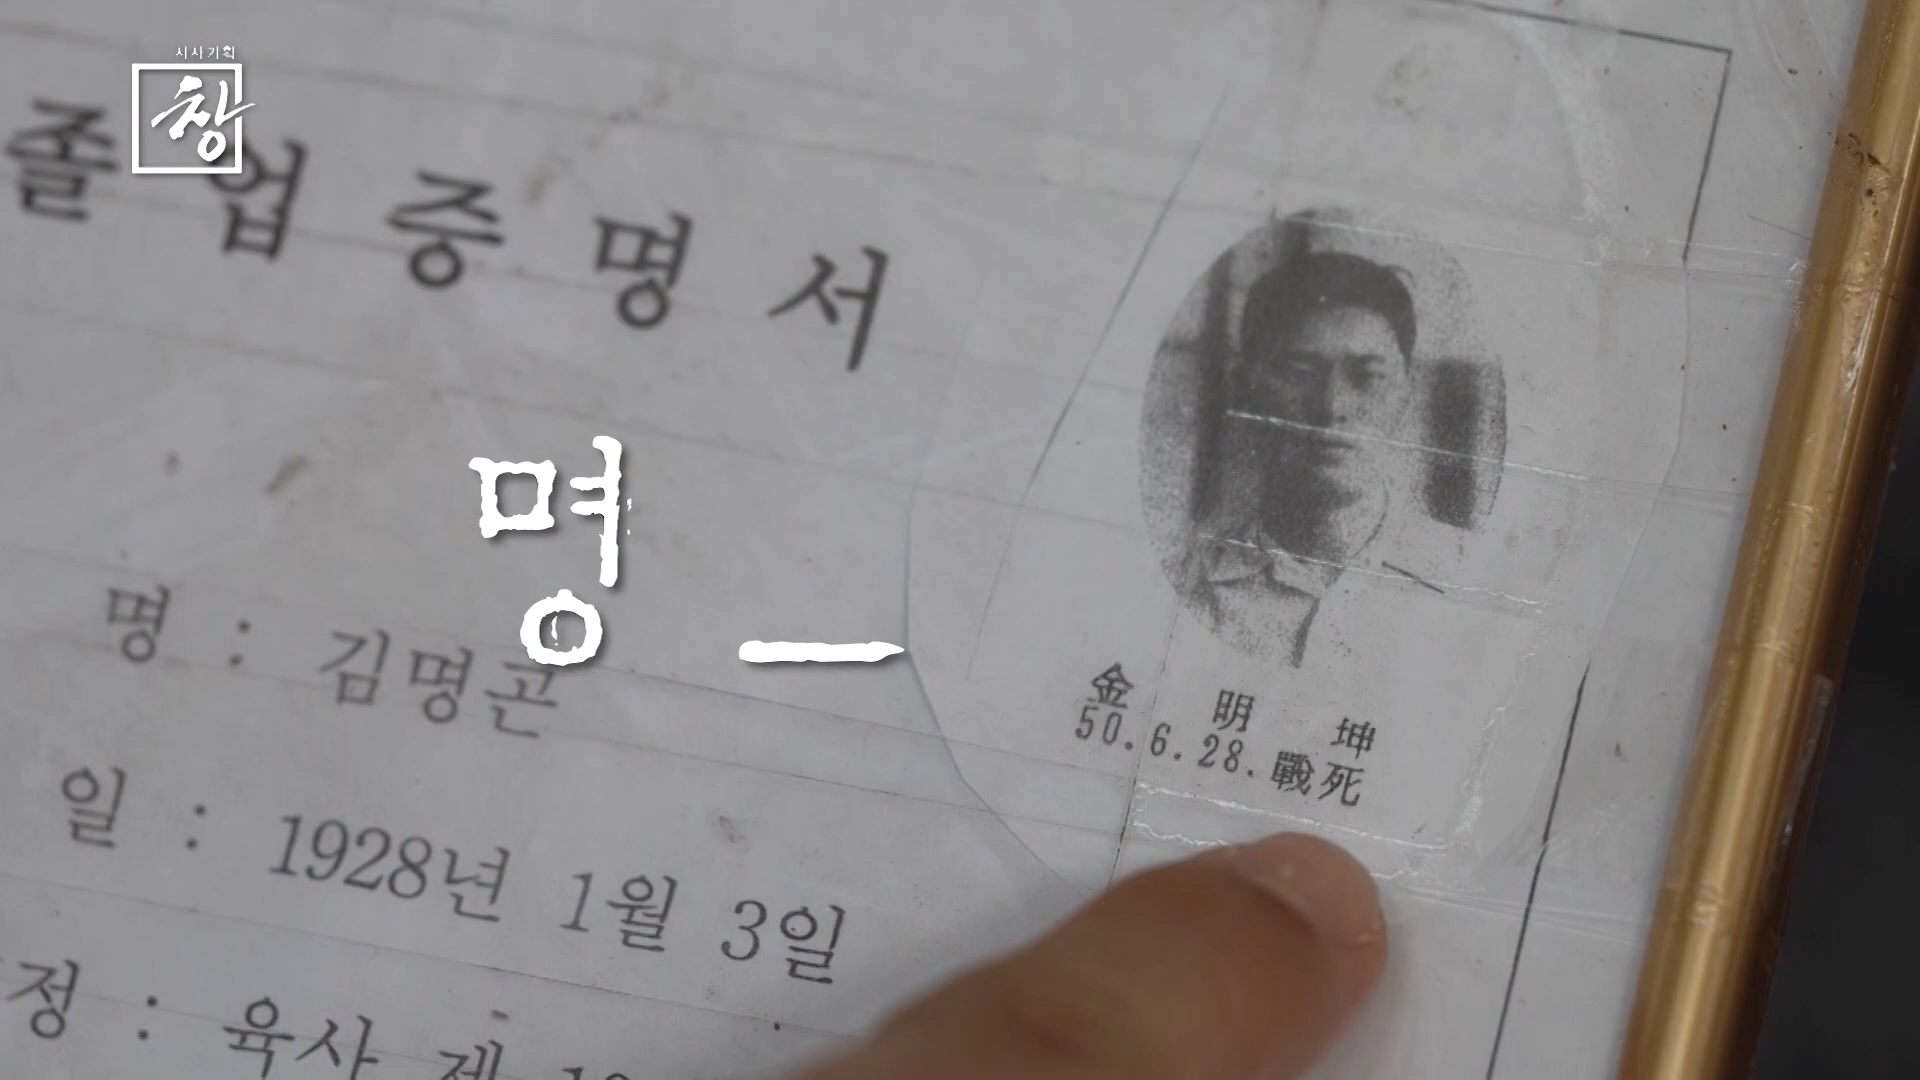 시사기획
창
졸업증명서
명 ㅡ
金 明 坤
50.6.28.戰死
명 : 김명곤
일 : 1928년 1월 3일
정 : 육사 제